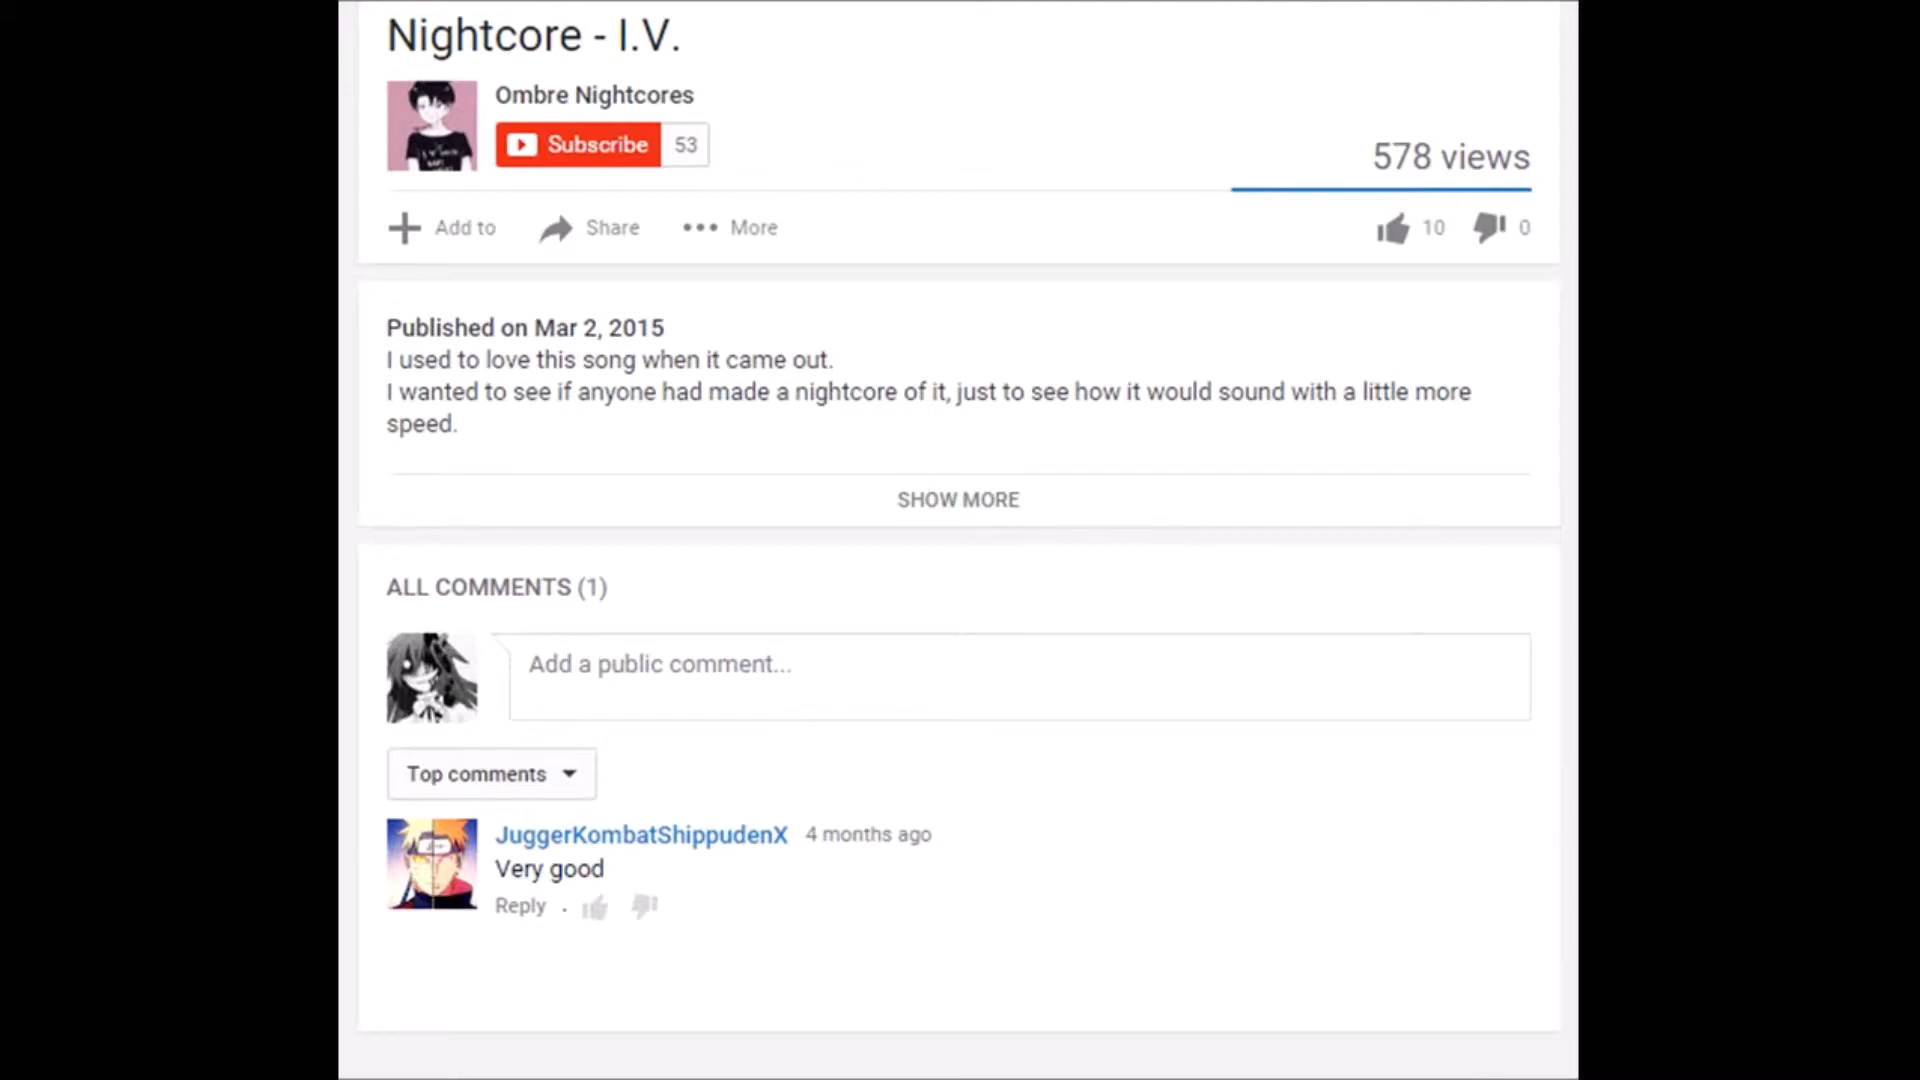 Nightcore - I.V.
Ombre Nightcores
Subscribe 53
578 views
Add to Share More 10 0
Published on Mar 2, 2015
I used to love this song when it came out.
I wanted to see if anyone had made a nightcore of it, just to see how it would sound with a little more
speed.
SHOW MORE
ALL COMMENTS (1)
Add a public comment...
Top comments
JuggerKombatShippudenX 4 months ago
Very good
Reply .